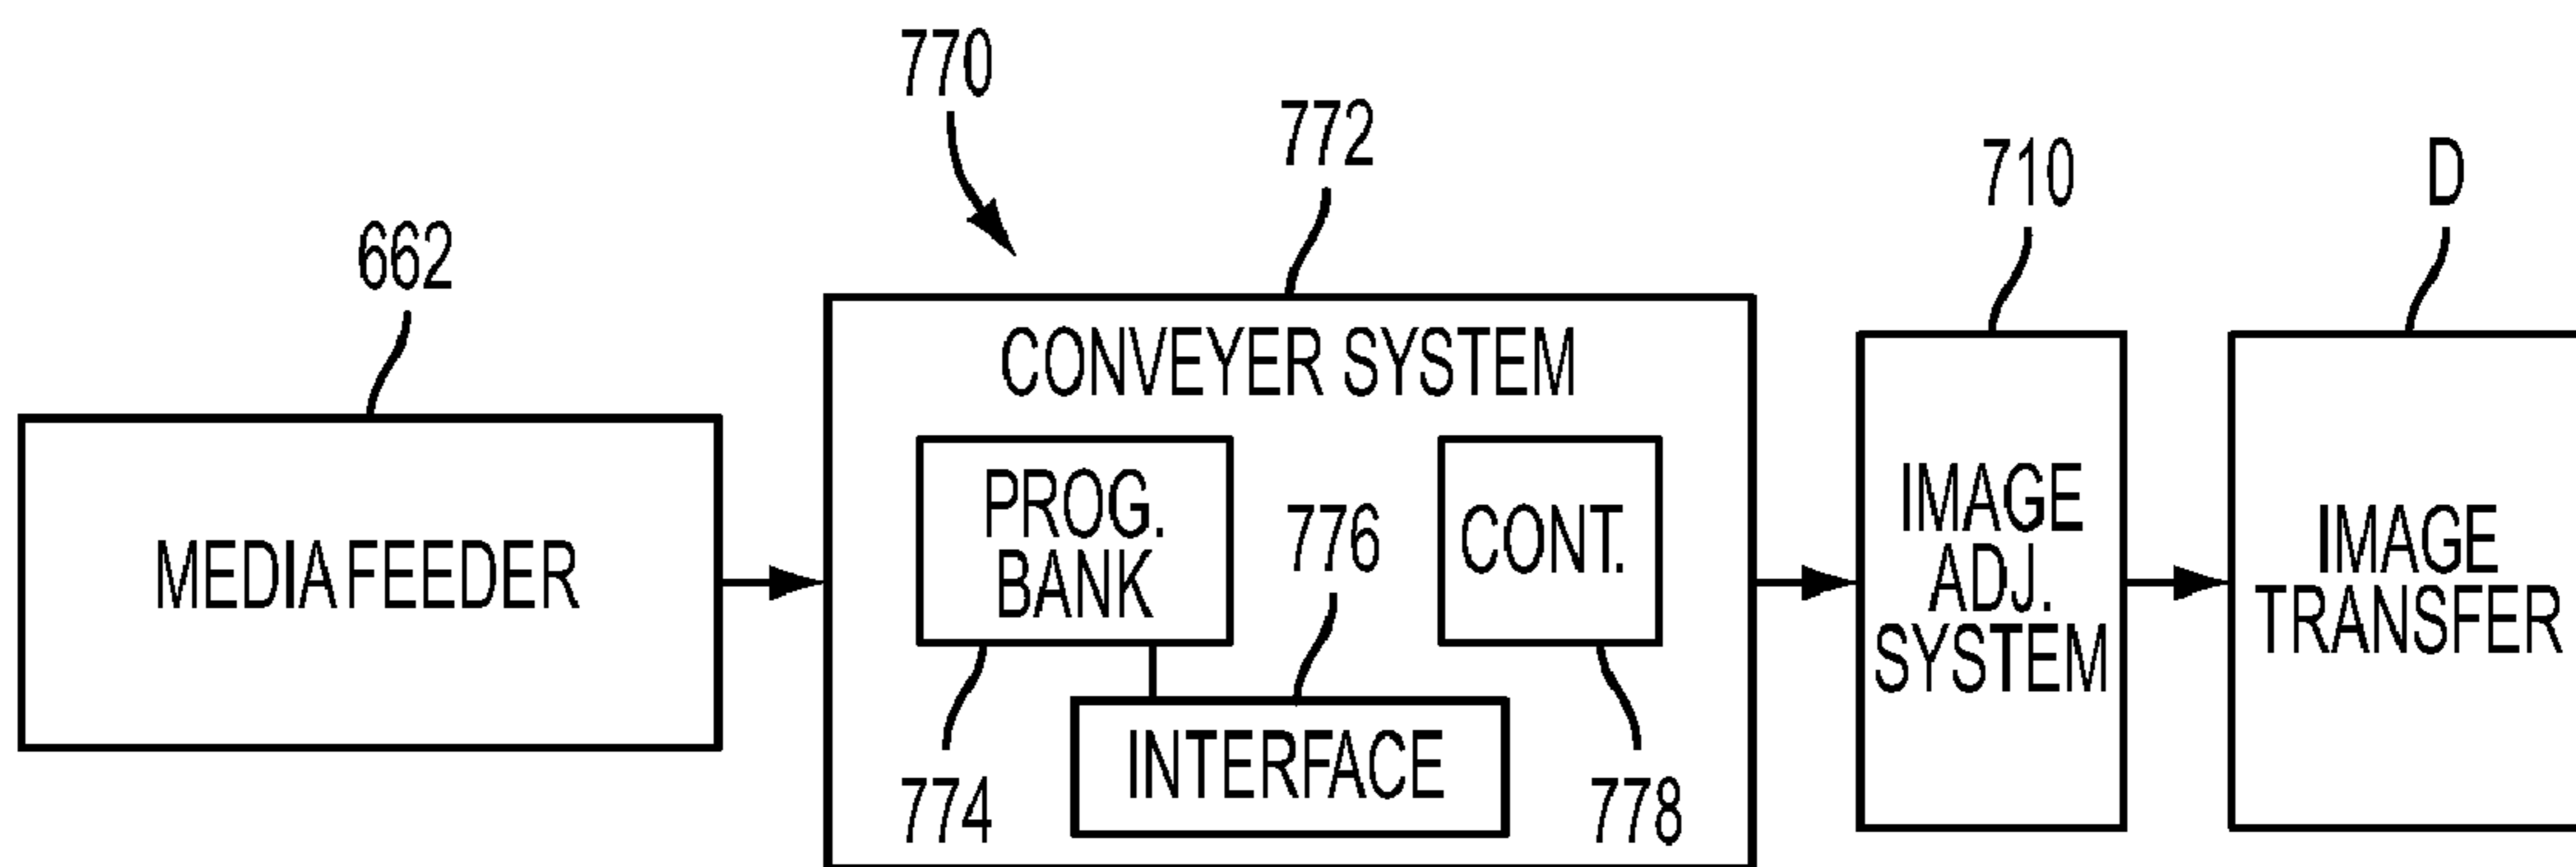 770
772
710
D
662
CONVEYER SYSTEM
MEDIA FEEDER
PROG.
BANK
776
CONT.
IMAGE
ADJ.
SYSTEM
IMAGE
TRANSFER
774
INTERFACE
778